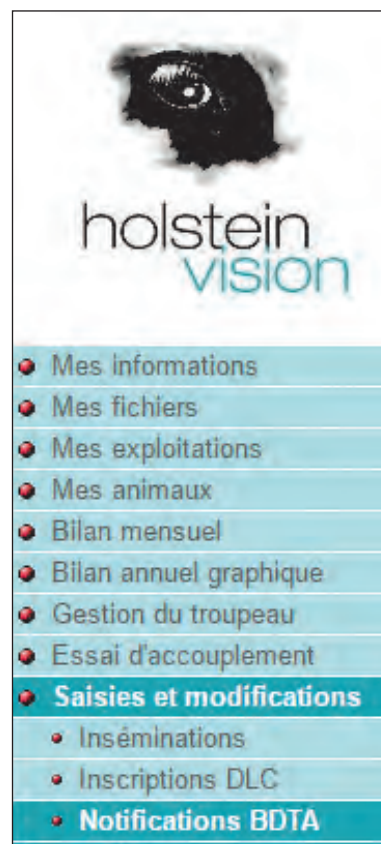 holstein
vision
Mes informations
Mes fichiers
Mes exploitations
Mes animaux
Bilan mensuel
Bilan annuel graphique
Gestion du troupeau
Essai d'accouplement
Saisies et modifications
Inséminations
Inscriptions DLC
Notifications BDTA